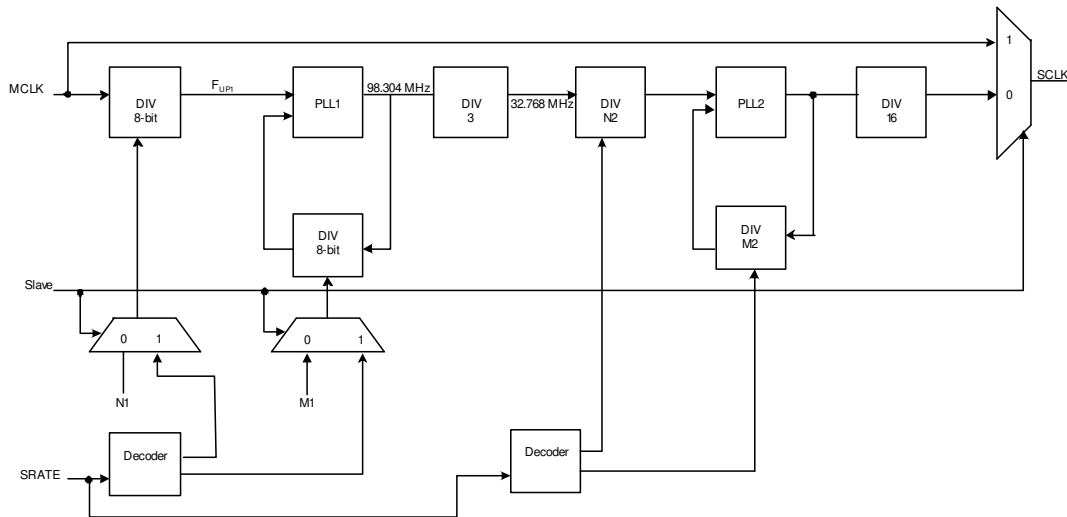 1
MCLK
DIV
8-bit
FUP1
PLL1
98.304 MHz
DIV
3
32.768 MHz
DIV
N2
PLL2
DIV
16
0
SCLK
DIV
8-bit
DIV
M2
Slave
0 1
0 1
N1
M1
Decoder
Decoder
SRATE